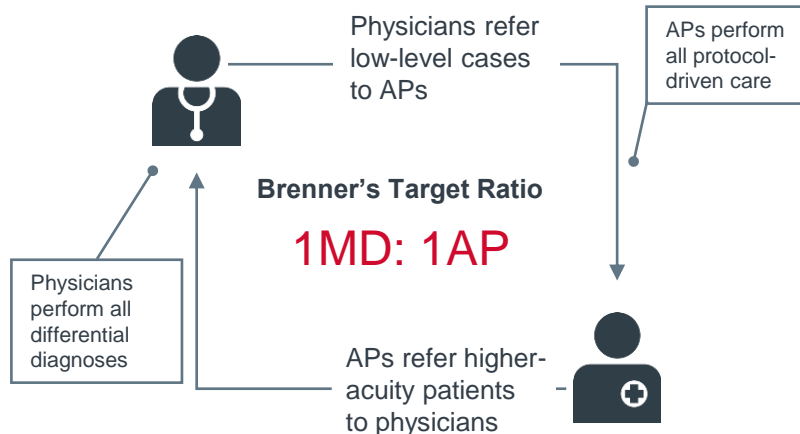 Physicians refer
low-level cases
to APs
APs perform
all protocol-
driven care
Brenner's Target Ratio
1MD: 1AP
Physicians
perform all
differential
diagnoses
APs refer higher-
acuity patients
to physicians